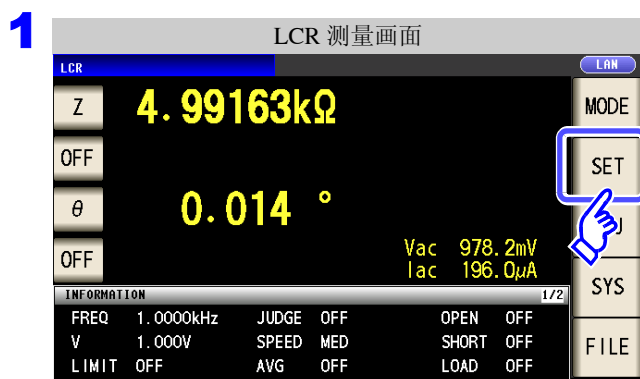 1
LCR 测量画面
LCR
LAN
Z
4.99163kΩ
MODE
OFF
SET
θ
0.014 °
J
OFF
Vac 978.2mV
Iac 196.0μA
SYS
INFORMATION 1/2
FREQ 1.0000kHz JUDGE OFF OPEN OFF
V 1.000V SPEED MED SHORT OFF
LIMIT OFF AVG OFF LOAD OFF
FILE